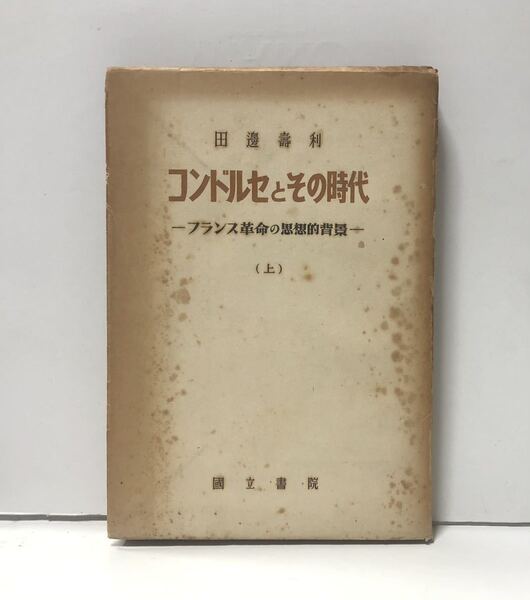 田邊壽利
コンドルセとその時代
―フランス革命の思想的背景―
(上)
國立書院